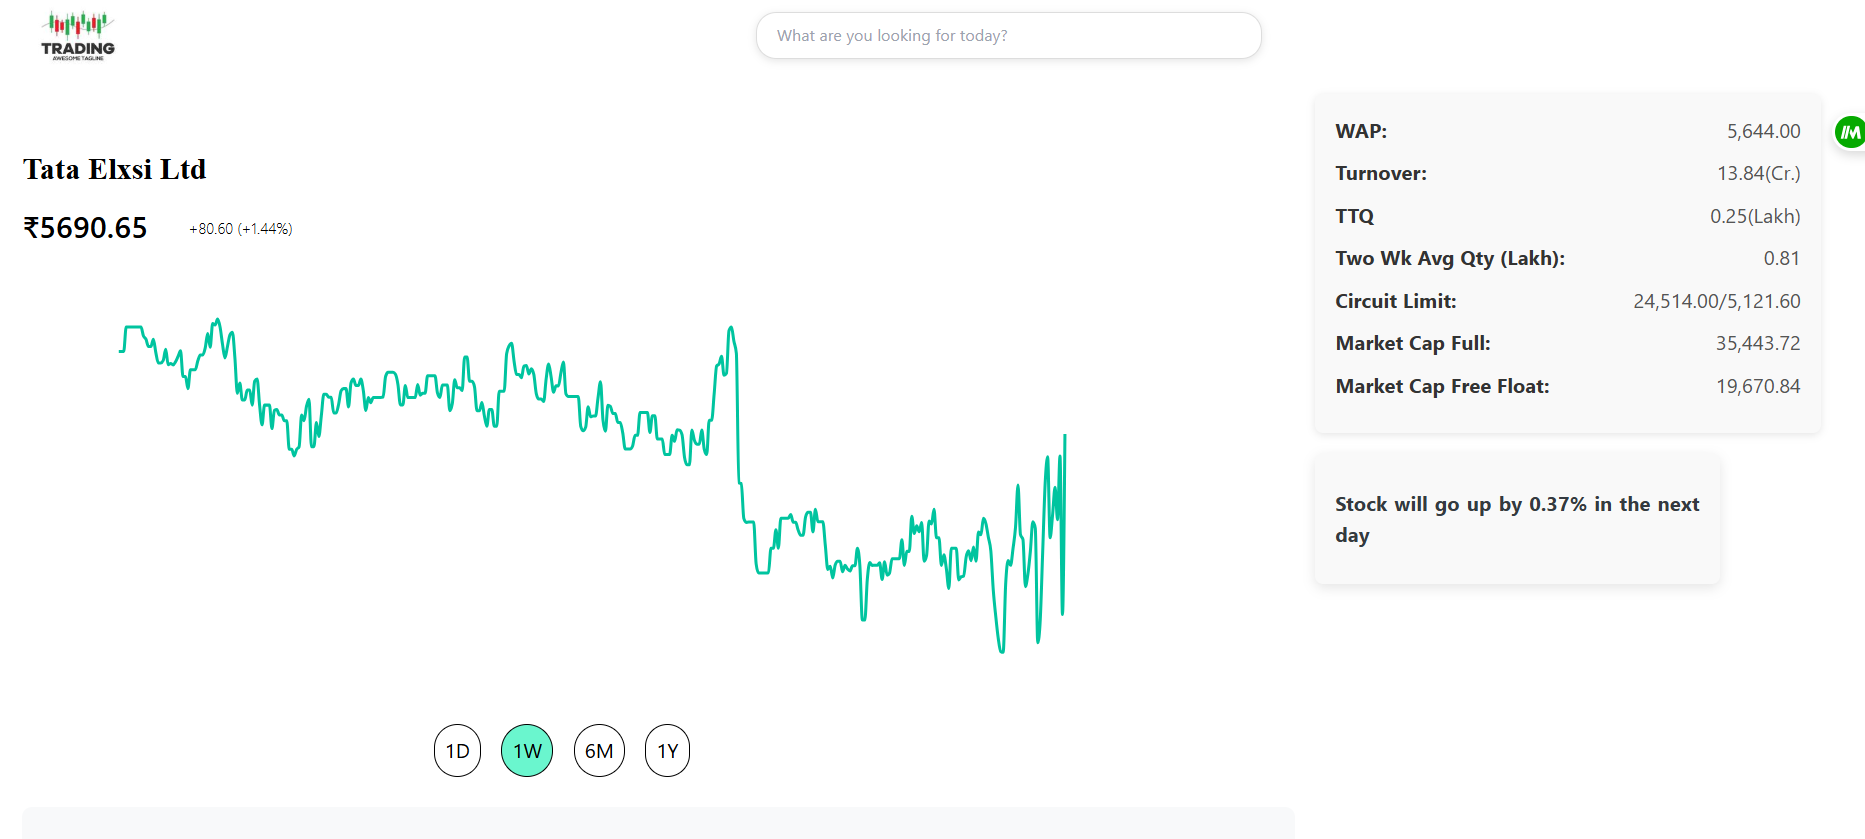 TRADING
AWESOME TAGLINE
What are you looking for today?
Tata Elxsi Ltd
₹5690.65 +80.60 (+1.44%)
WAP: 5,644.00
Turnover: 13.84(Cr.)
TTQ 0.25(Lakh)
Two Wk Avg Qty (Lakh): 0.81
Circuit Limit: 24,514.00/5,121.60
Market Cap Full: 35,443.72
Market Cap Free Float: 19,670.84
Stock will go up by 0.37% in the next
day
1D 1W 6M 1Y